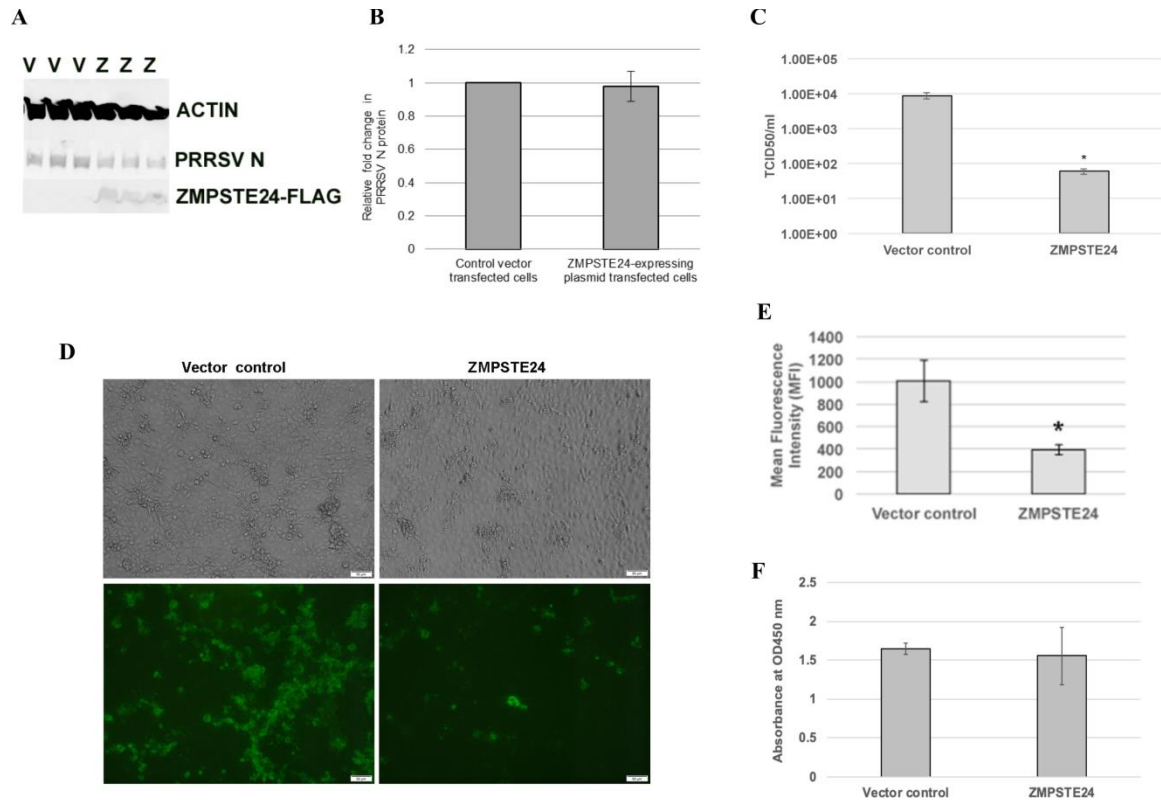 A
V V V Z Z Z
ACTIN
PRRSV N
ZMPSTE24-FLAG
B
Relative fold change in
PRRSV N protein
1.2
1
0.8
0.6
0.4
0.2
0
Control vector
transfected cells
ZMPSTE24-expressing
plasmid transfected cells
C
TCID50/ml
1.00E+05
1.00E+04
1.00E+03
1.00E+02
1.00E+01
1.00E+00
*
Vector control
ZMPSTE24
D
Vector control
ZMPSTE24
E
Mean Fluorescence
Intensity (MFI)
1400
1200
1000
800
600
400
200
0
*
Vector control
ZMPSTE24
F
Absorbance at OD450 nm
2.5
2
1.5
1
0.5
0
Vector control
ZMPSTE24